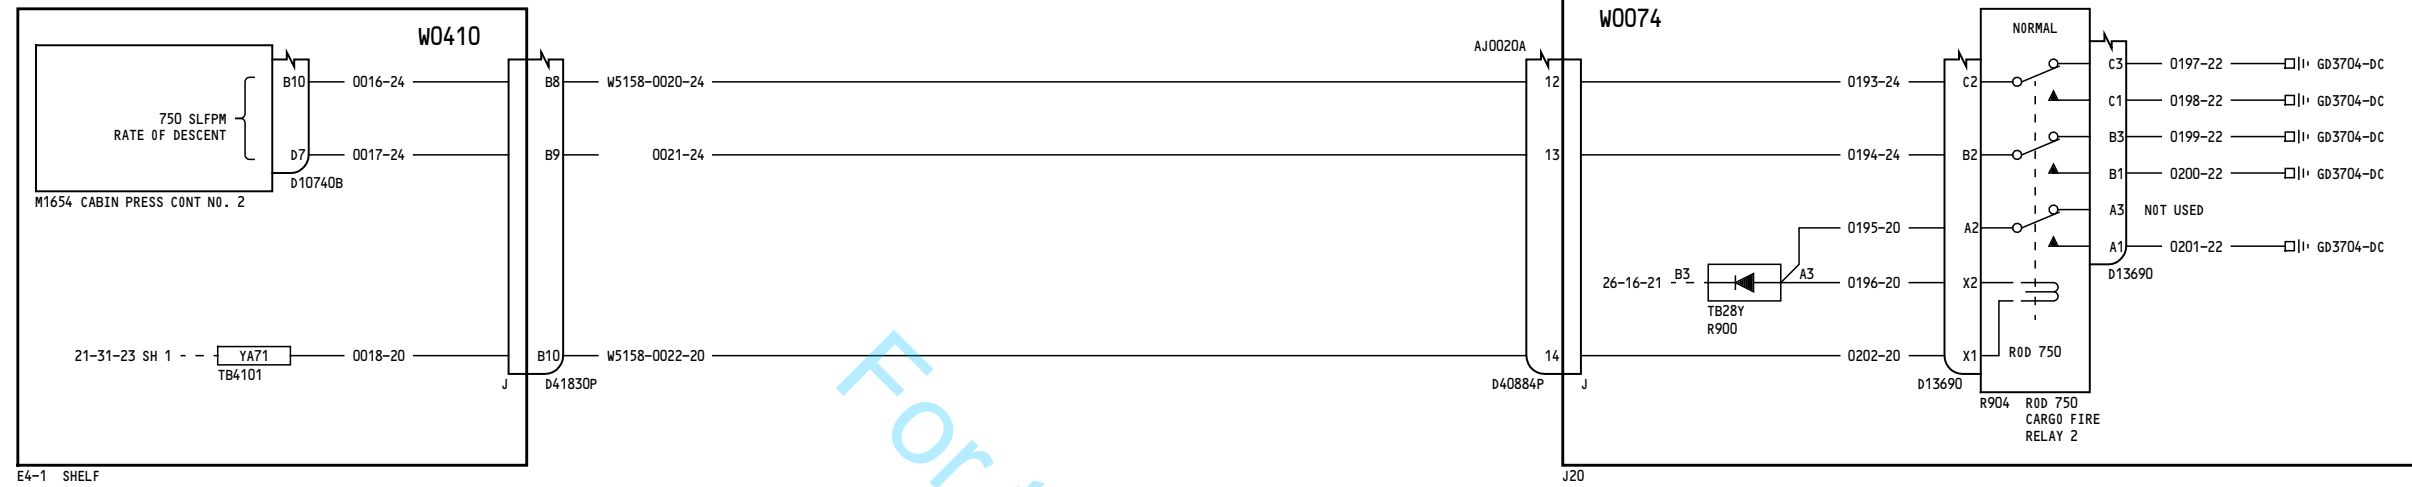 W0410
W0074
NORMAL
AJ0020A
B10 0016-24 B8 W5158-0020-24 12 0193-24 C2 C3 0197-22 GD3704-DC
C1 0198-22 GD3704-DC
750 SLFPM
RATE OF DESCENT
B3 0199-22 GD3704-DC
D7 0017-24 B9 0021-24 13 0194-24 B2
B1 0200-22 GD3704-DC
D10740B
M1654 CABIN PRESS CONT NO. 2
A3 NOT USED
0195-20 A2
A1 0201-22 GD3704-DC
D13690
26-16-21 B3 A3 0196-20 X2
TB28Y
R900
21-31-23 SH 1 YA71 0018-20 B10 W5158-0022-20 14 0202-20 X1 ROD 750
TB4101
J D41830P D40884P J D13690
R904 ROD 750
CARGO FIRE
RELAY 2
E4-1 SHELF
J20
For